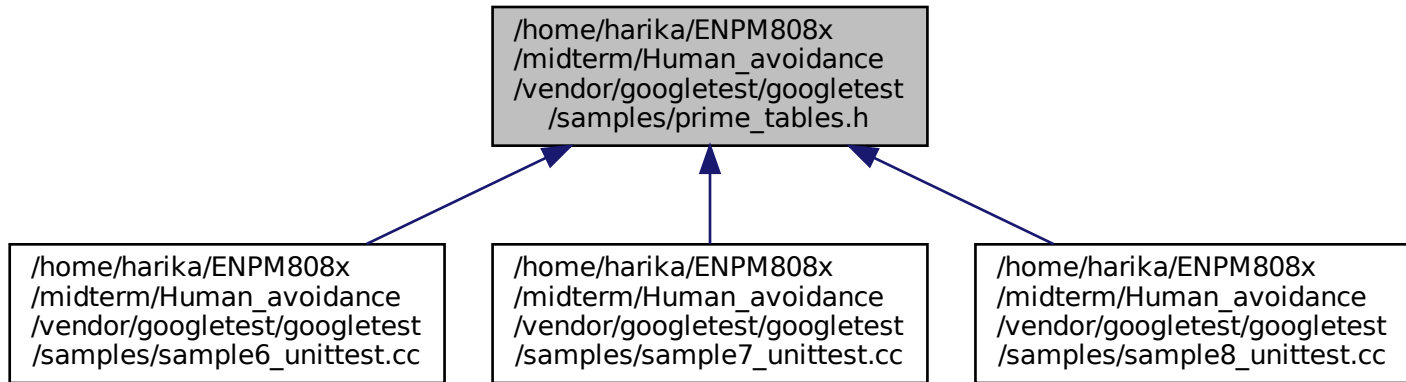 /home/harika/ENPM808x
/midterm/Human_avoidance
/vendor/googletest/googletest
/samples/prime_tables.h
/home/harika/ENPM808x
/midterm/Human_avoidance
/vendor/googletest/googletest
/samples/sample6_unittest.cc
/home/harika/ENPM808x
/midterm/Human_avoidance
/vendor/googletest/googletest
/samples/sample7_unittest.cc
/home/harika/ENPM808x
/midterm/Human_avoidance
/vendor/googletest/googletest
/samples/sample8_unittest.cc